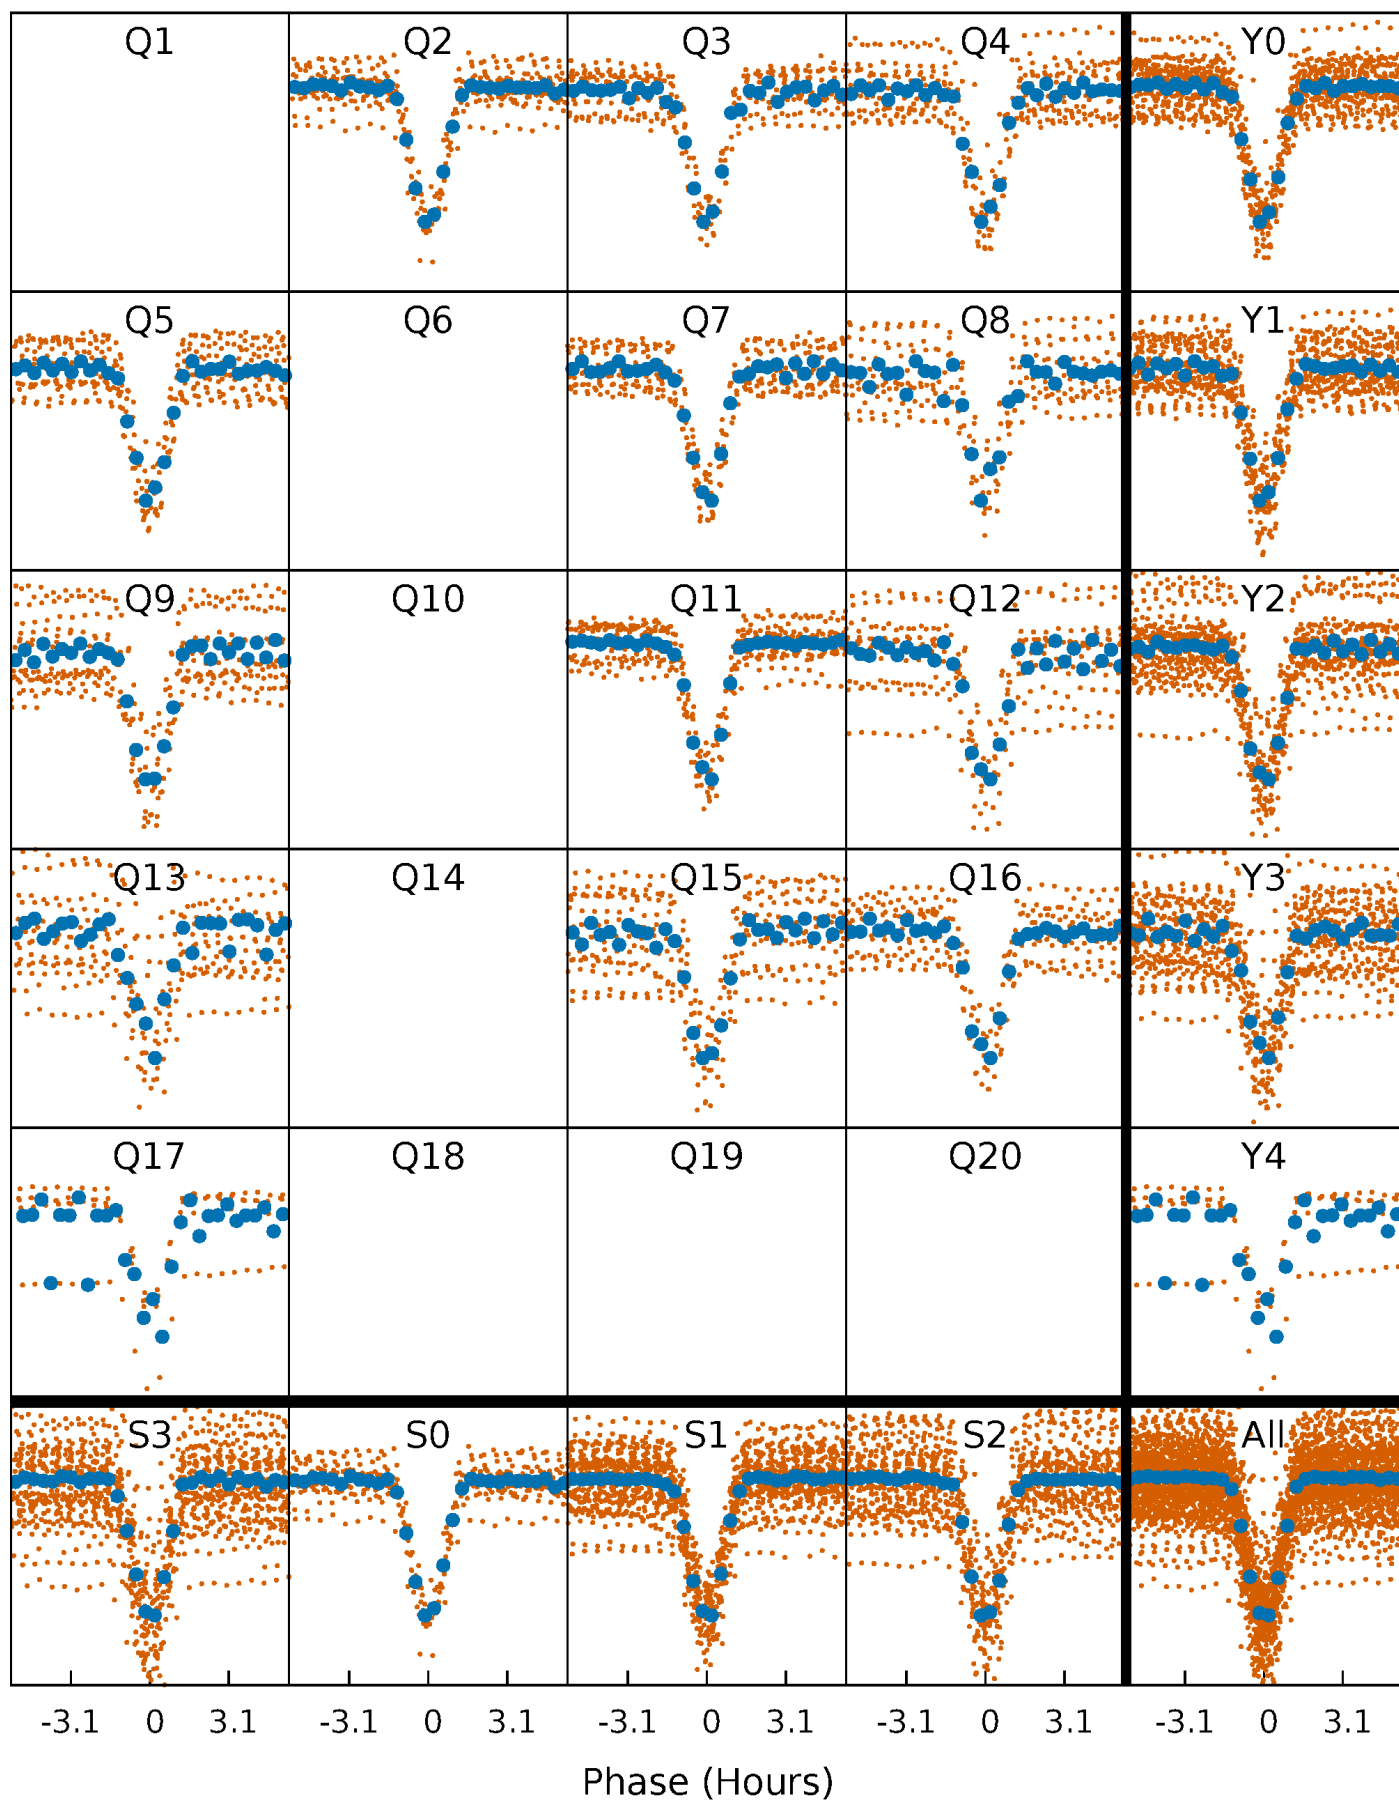 Q1 Q2 Q3 Q4 Y0
Q5 Q6 Q7 Q8 Y1
Q9 Q10 Q11 Q12 Y2
Q13 Q14 Q15 Q16 Y3
Q17 Q18 Q19 Q20 Y4
S3 S0 S1 S2 All
-3.1 0 3.1 -3.1 0 3.1 -3.1 0 3.1 -3.1 0 3.1 -3.1 0 3.1
Phase (Hours)